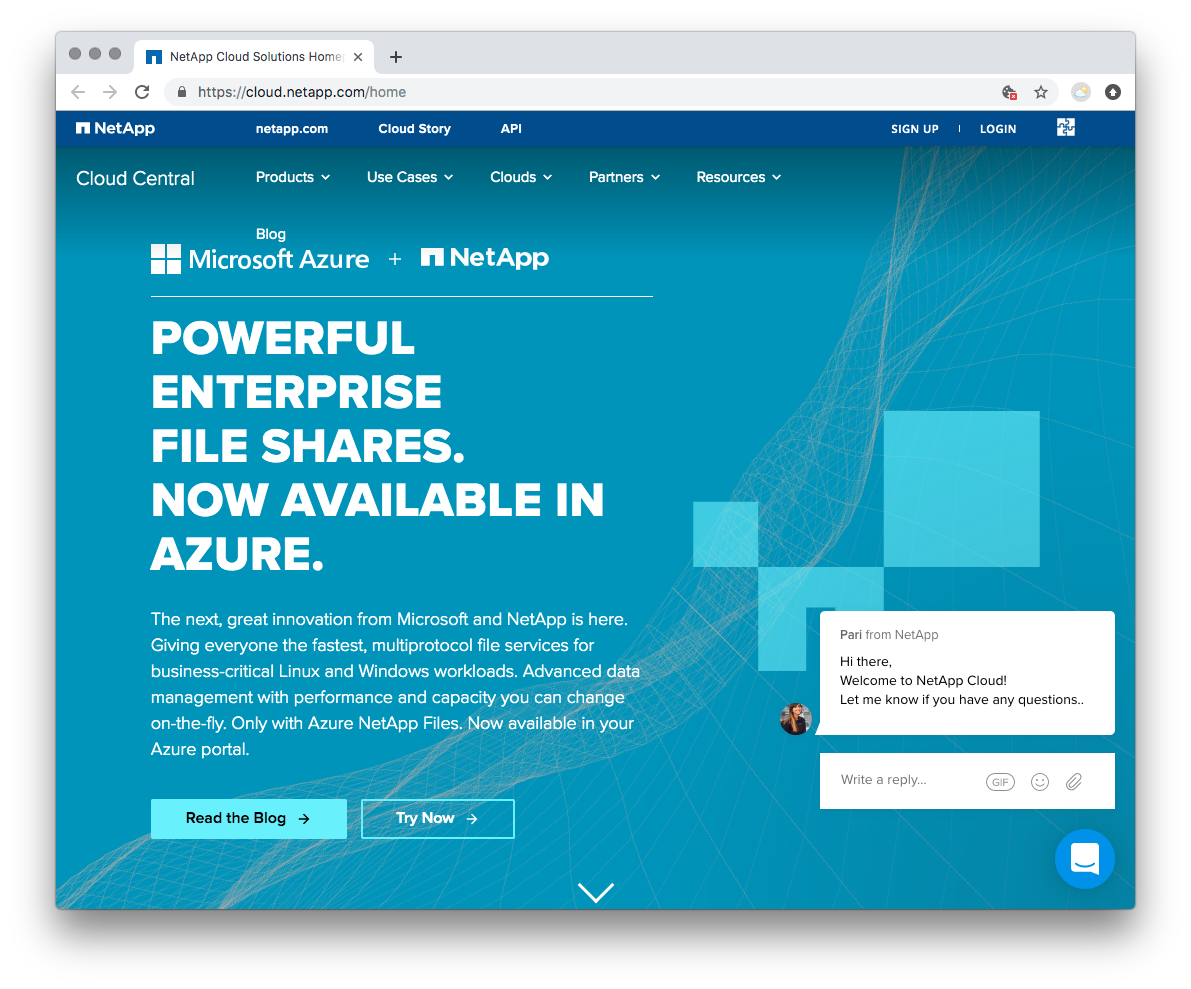 NetApp Cloud Solutions Home
https://cloud.netapp.com/home
NetApp netapp.com Cloud Story API SIGN UP LOGIN
Cloud Central Products Use Cases Clouds Partners Resources
Blog
Microsoft Azure + NetApp
POWERFUL
ENTERPRISE
FILE SHARES.
NOW AVAILABLE IN
AZURE.
The next, great innovation from Microsoft and NetApp is here.
Giving everyone the fastest, multiprotocol file services for
business-critical Linux and Windows workloads. Advanced data
management with performance and capacity you can change
on-the-fly. Only with Azure NetApp Files. Now available in your
Azure portal.
Read the Blog → Try Now →
Pari from NetApp
Hi there,
Welcome to NetApp Cloud!
Let me know if you have any questions..
Write a reply... GIF